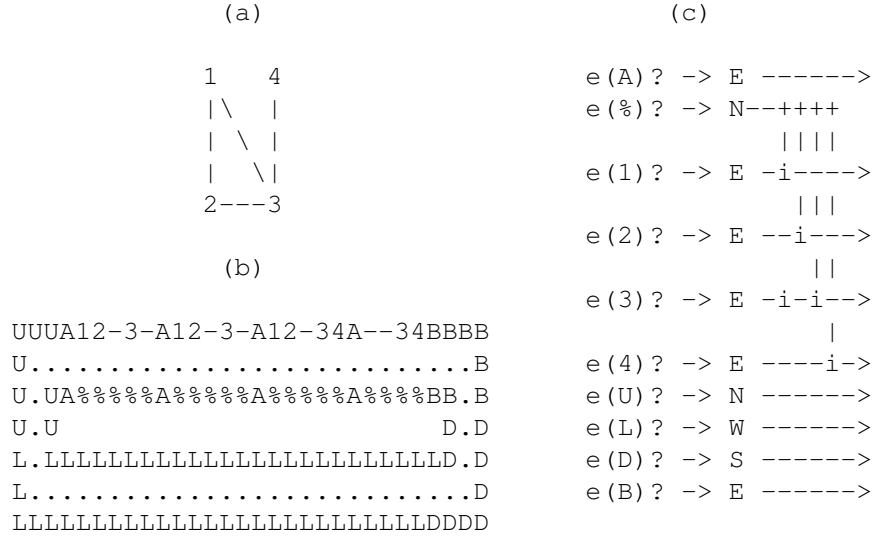 (a)
1   4
|\  |
| \ |
|  \|
2---3
(b)
UUUA12-3-A12-3-A12-34A--34BBBB
U............................B
U.UA%%%%%A%%%%%A%%%%%A%%%%BB.B
U.U                        D.D
L.LLLLLLLLLLLLLLLLLLLLLLLLLD.D
L............................D
LLLLLLLLLLLLLLLLLLLLLLLLLLDDDD
(c)
e(A)? -> E ------>
e(%)? -> N--++++
            ||||
e(1)? -> E -i---->
             |||
e(2)? -> E --i--->
              ||
e(3)? -> E -i-i-->
               |
e(4)? -> E ----i->
e(U)? -> N ------>
e(L)? -> W ------>
e(D)? -> S ------>
e(B)? -> E ------>